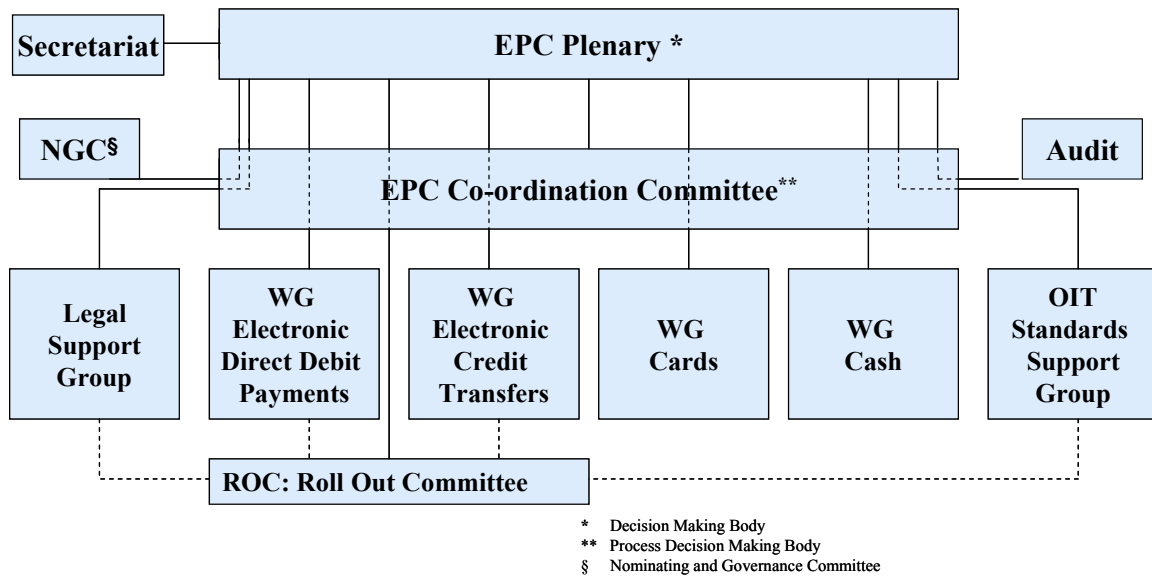 Secretariat
EPC Plenary *
NGC§
Audit
EPC Co-ordination Committee**
Legal
Support
Group
WG
Electronic
Direct Debit
Payments
WG
Electronic
Credit
Transfers
WG
Cards
WG
Cash
OIT
Standards
Support
Group
ROC: Roll Out Committee
* Decision Making Body
** Process Decision Making Body
§ Nominating and Governance Committee